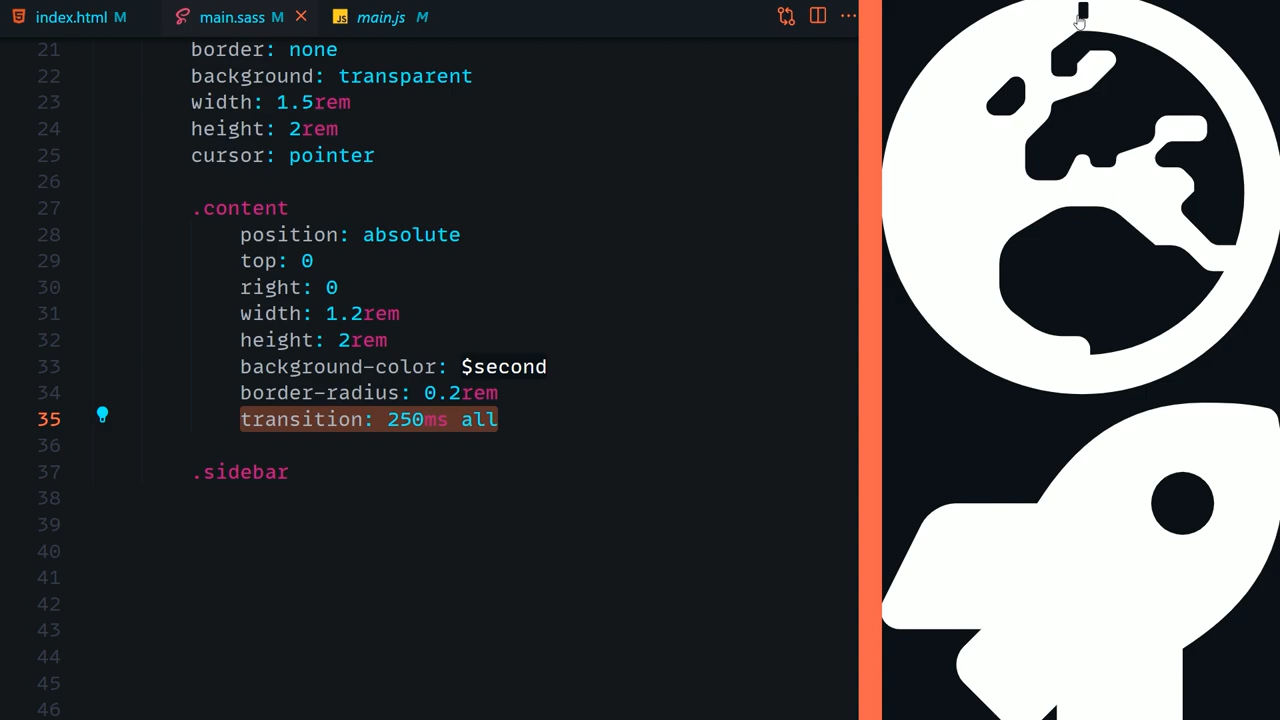 index.html M
main.sass M
JS main.js M
21 border: none
22 background: transparent
23 width: 1.5rem
24 height: 2rem
25 cursor: pointer
26
27 .content
28 position: absolute
29 top: 0
30 right: 0
31 width: 1.2rem
32 height: 2rem
33 background-color: $second
34 border-radius: 0.2rem
35 transition: 250ms all
36
37 .sidebar
38
39
40
41
42
43
44
45
46